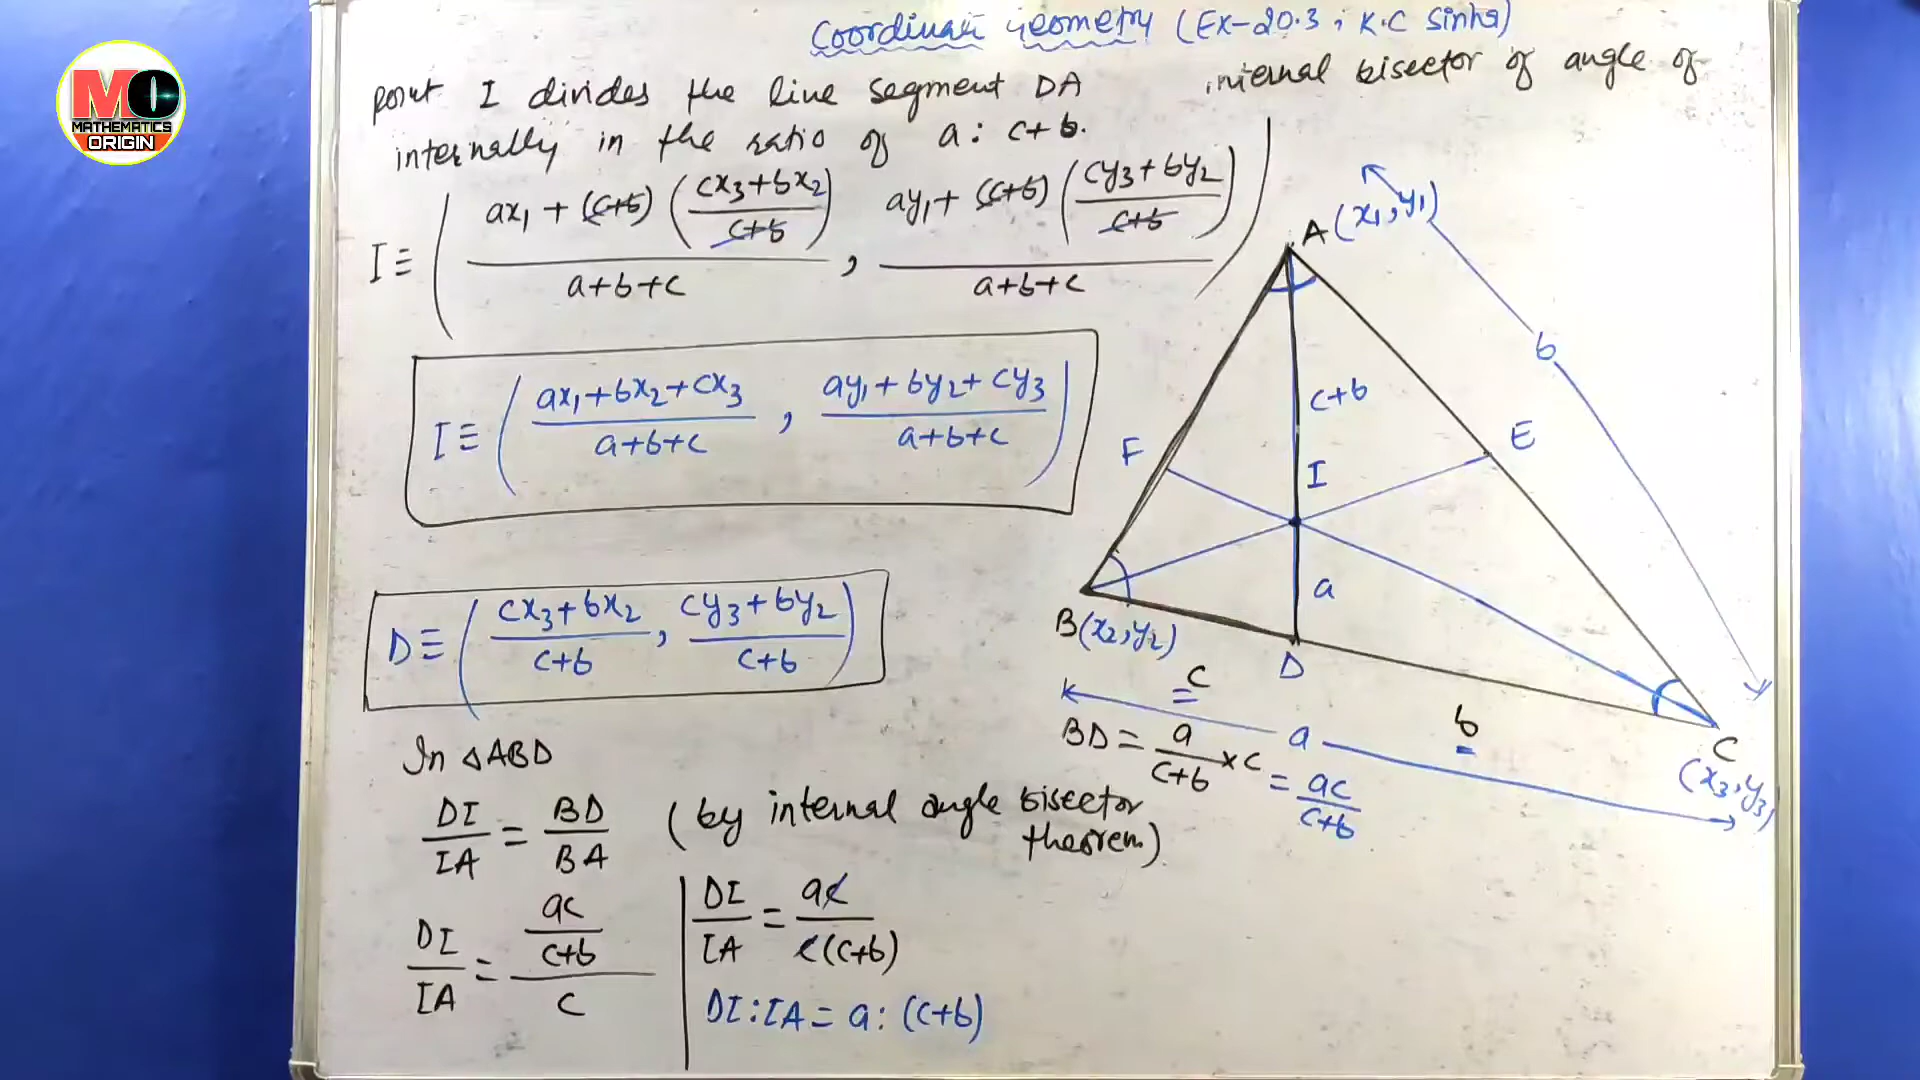 MO
MATHEMATICS
ORIGIN
Coordinate geometry (Ex-20.3, K.C Sinha)
point I divides the line segment DA
internally in the ratio of a : c+b.
internal bisector of angle of
I ≡ ( (ax₁ + (c+b) ((cx₃+bx₂)/(c+b)))/(a+b+c) , (ay₁ + (c+b) ((cy₃+by₂)/(c+b)))/(a+b+c) )
I ≡ ( (ax₁+bx₂+cx₃)/(a+b+c) , (ay₁+by₂+cy₃)/(a+b+c) )
D ≡ ( (cx₃+bx₂)/(c+b) , (cy₃+by₂)/(c+b) )
In △ABD
DI/IA = BD/BA (by internal angle bisector
theorem)
DI/IA = (ac/(c+b))/c
DI/IA = ac/(c(c+b))
DI:IA = a:(c+b)
A (x₁,y₁)
b
c+b
E
F
I
a
B(x₂,y₂)
D
c
b
a
C
(x₃,y₃)
BD = a/(c+b) × c = ac/(c+b)